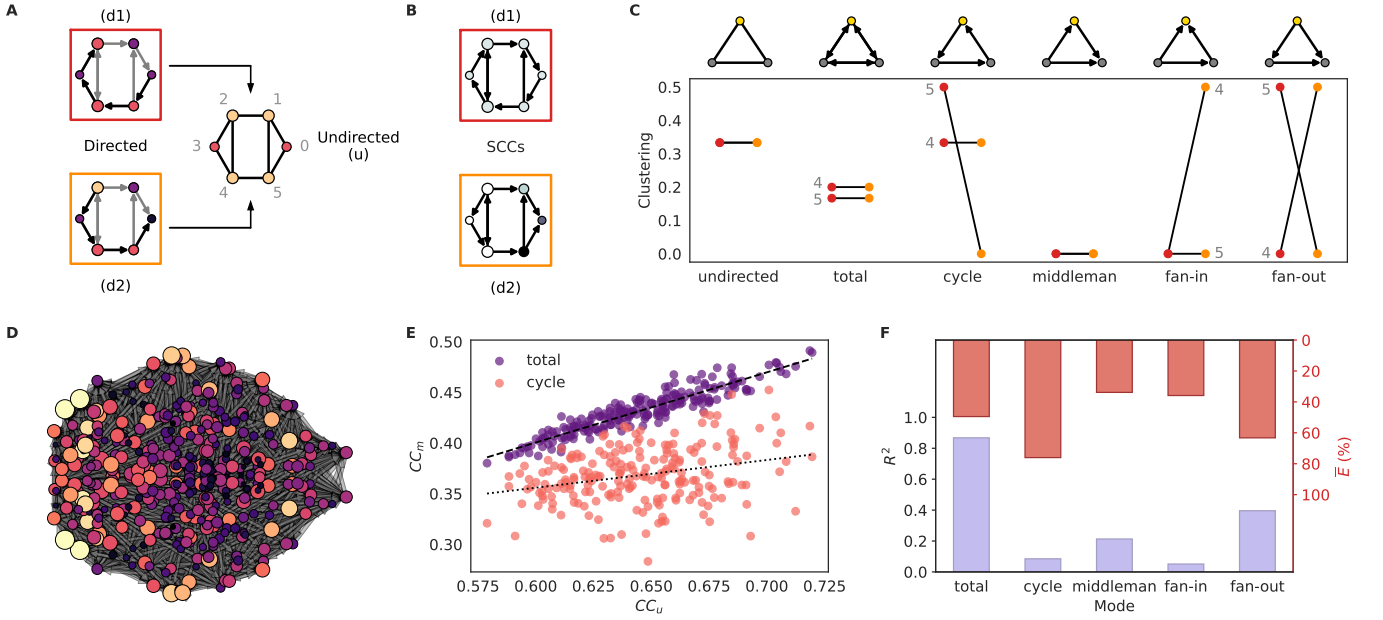 A
(d1)
Directed
(d2)
2
1
3
0
4
5
Undirected
(u)
B
(d1)
SCCs
(d2)
C
Clustering
0.5
0.4
0.3
0.2
0.1
0.0
4
5
5
4
4
5
5
4
undirected
total
cycle
middleman
fan-in
fan-out
D
E
total
cycle
CCm
0.50
0.45
0.40
0.35
0.30
0.575
0.600
0.625
0.650
0.675
0.700
0.725
CCu
F
R²
1.0
0.8
0.6
0.4
0.2
0.0
0
20
40
60
80
100
E̅ (%)
total
cycle
middleman
fan-in
fan-out
Mode